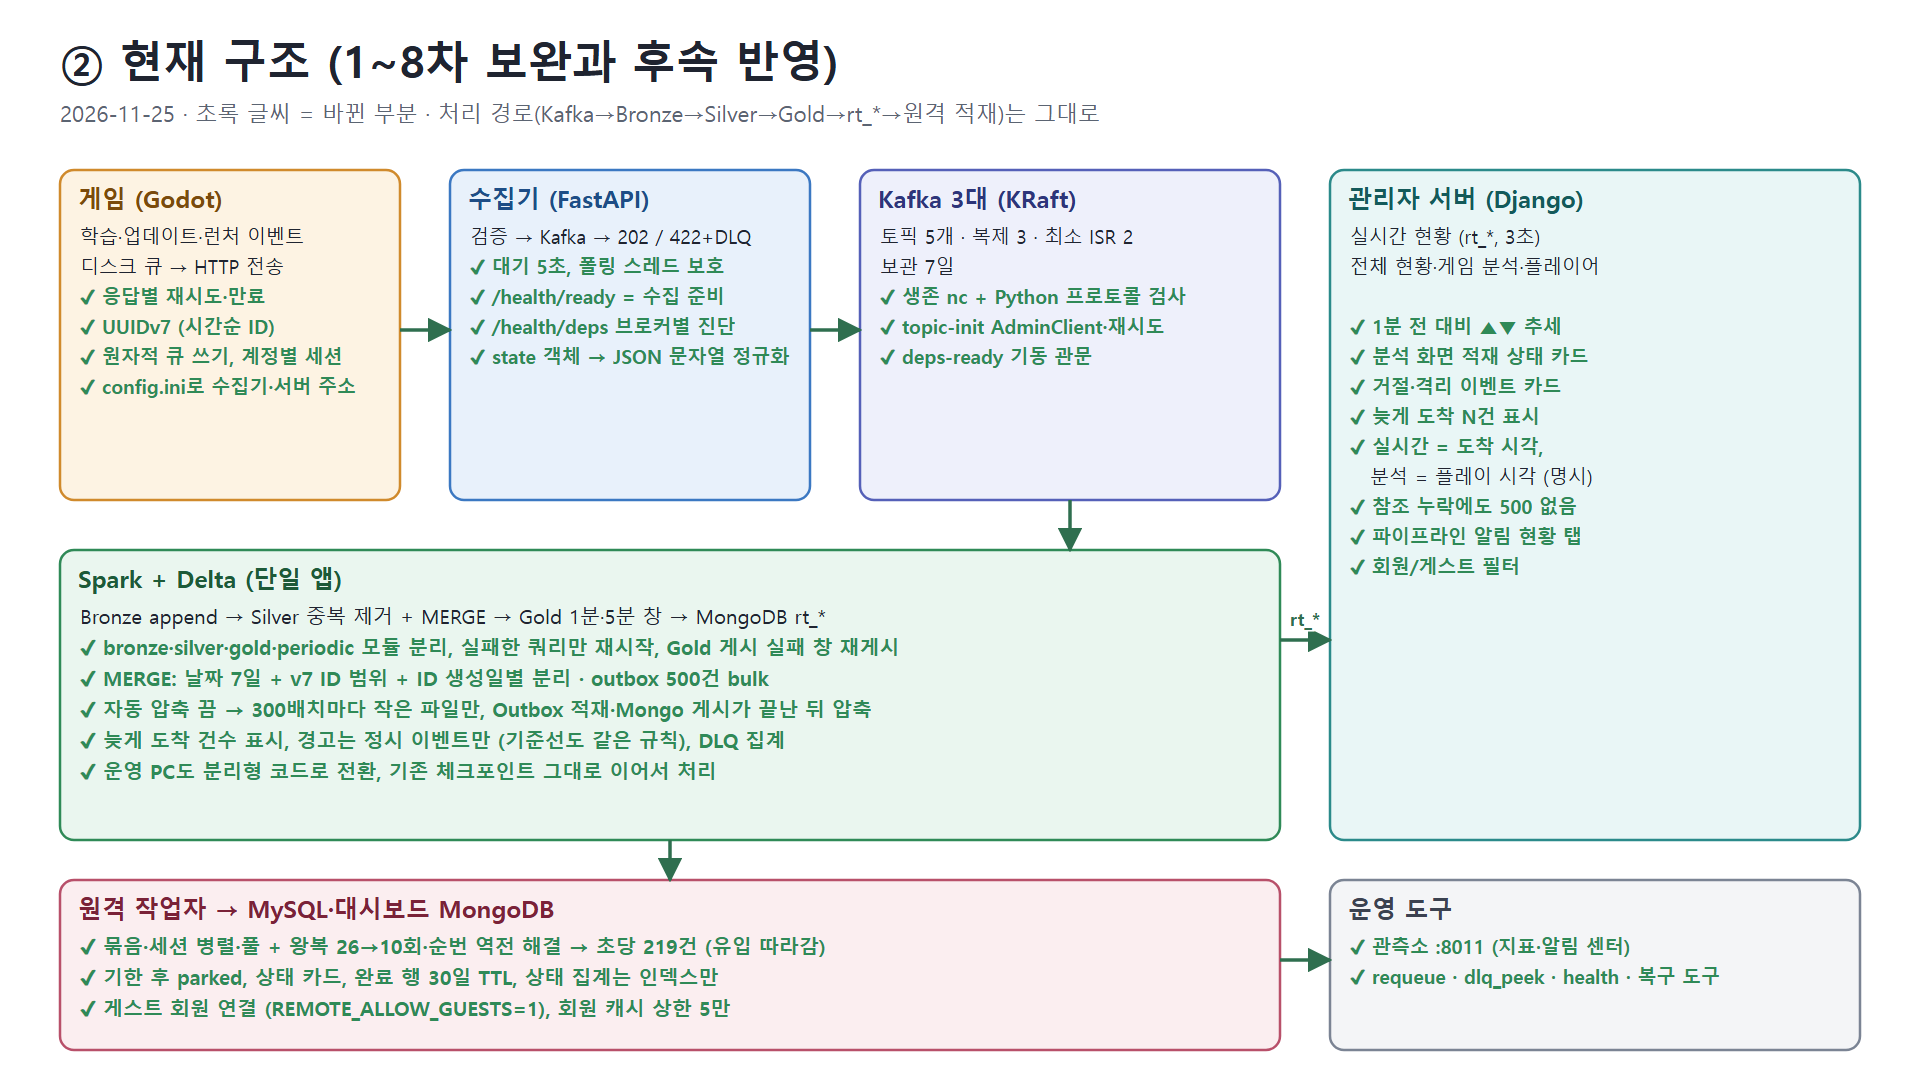 ② 현재 구조 (1~8차 보완과 후속 반영)
2026-11-25 · 초록 글씨 = 바뀐 부분 · 처리 경로(Kafka→Bronze→Silver→Gold→rt_*→원격 적재)는 그대로
게임 (Godot)
학습·업데이트·런처 이벤트
디스크 큐 → HTTP 전송
✔ 응답별 재시도·만료
✔ UUIDv7 (시간순 ID)
✔ 원자적 큐 쓰기, 계정별 세션
✔ config.ini로 수집기·서버 주소
수집기 (FastAPI)
검증 → Kafka → 202 / 422+DLQ
✔ 대기 5초, 폴링 스레드 보호
✔ /health/ready = 수집 준비
✔ /health/deps 브로커별 진단
✔ state 객체 → JSON 문자열 정규화
Kafka 3대 (KRaft)
토픽 5개 · 복제 3 · 최소 ISR 2
보관 7일
✔ 생존 nc + Python 프로토콜 검사
✔ topic-init AdminClient·재시도
✔ deps-ready 기동 관문
관리자 서버 (Django)
실시간 현황 (rt_*, 3초)
전체 현황·게임 분석·플레이어
✔ 1분 전 대비 ▲▼ 추세
✔ 분석 화면 적재 상태 카드
✔ 거절·격리 이벤트 카드
✔ 늦게 도착 N건 표시
✔ 실시간 = 도착 시각,
분석 = 플레이 시각 (명시)
✔ 참조 누락에도 500 없음
✔ 파이프라인 알림 현황 탭
✔ 회원/게스트 필터
Spark + Delta (단일 앱)
Bronze append → Silver 중복 제거 + MERGE → Gold 1분·5분 창 → MongoDB rt_*
✔ bronze·silver·gold·periodic 모듈 분리, 실패한 쿼리만 재시작, Gold 게시 실패 창 재게시
✔ MERGE: 날짜 7일 + v7 ID 범위 + ID 생성일별 분리 · outbox 500건 bulk
✔ 자동 압축 끔 → 300배치마다 작은 파일만, Outbox 적재·Mongo 게시가 끝난 뒤 압축
✔ 늦게 도착 건수 표시, 경고는 정시 이벤트만 (기준선도 같은 규칙), DLQ 집계
✔ 운영 PC도 분리형 코드로 전환, 기존 체크포인트 그대로 이어서 처리
rt_*
원격 작업자 → MySQL·대시보드 MongoDB
✔ 묶음·세션 병렬·풀 + 왕복 26→10회·순번 역전 해결 → 초당 219건 (유입 따라감)
✔ 기한 후 parked, 상태 카드, 완료 행 30일 TTL, 상태 집계는 인덱스만
✔ 게스트 회원 연결 (REMOTE_ALLOW_GUESTS=1), 회원 캐시 상한 5만
운영 도구
✔ 관측소 :8011 (지표·알림 센터)
✔ requeue · dlq_peek · health · 복구 도구